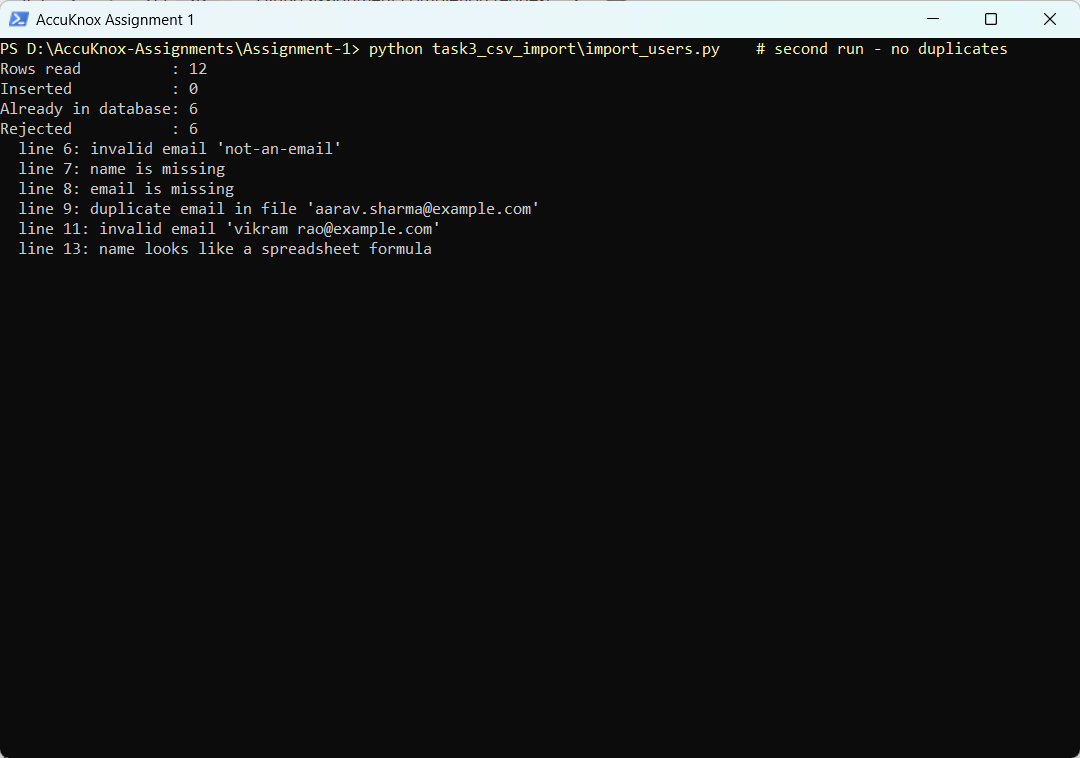 AccuKnox Assignment 1
PS D:\AccuKnox-Assignments\Assignment-1> python task3_csv_import\import_users.py    # second run - no duplicates
Rows read          : 12
Inserted           : 0
Already in database: 6
Rejected           : 6
  line 6: invalid email 'not-an-email'
  line 7: name is missing
  line 8: email is missing
  line 9: duplicate email in file 'aarav.sharma@example.com'
  line 11: invalid email 'vikram rao@example.com'
  line 13: name looks like a spreadsheet formula